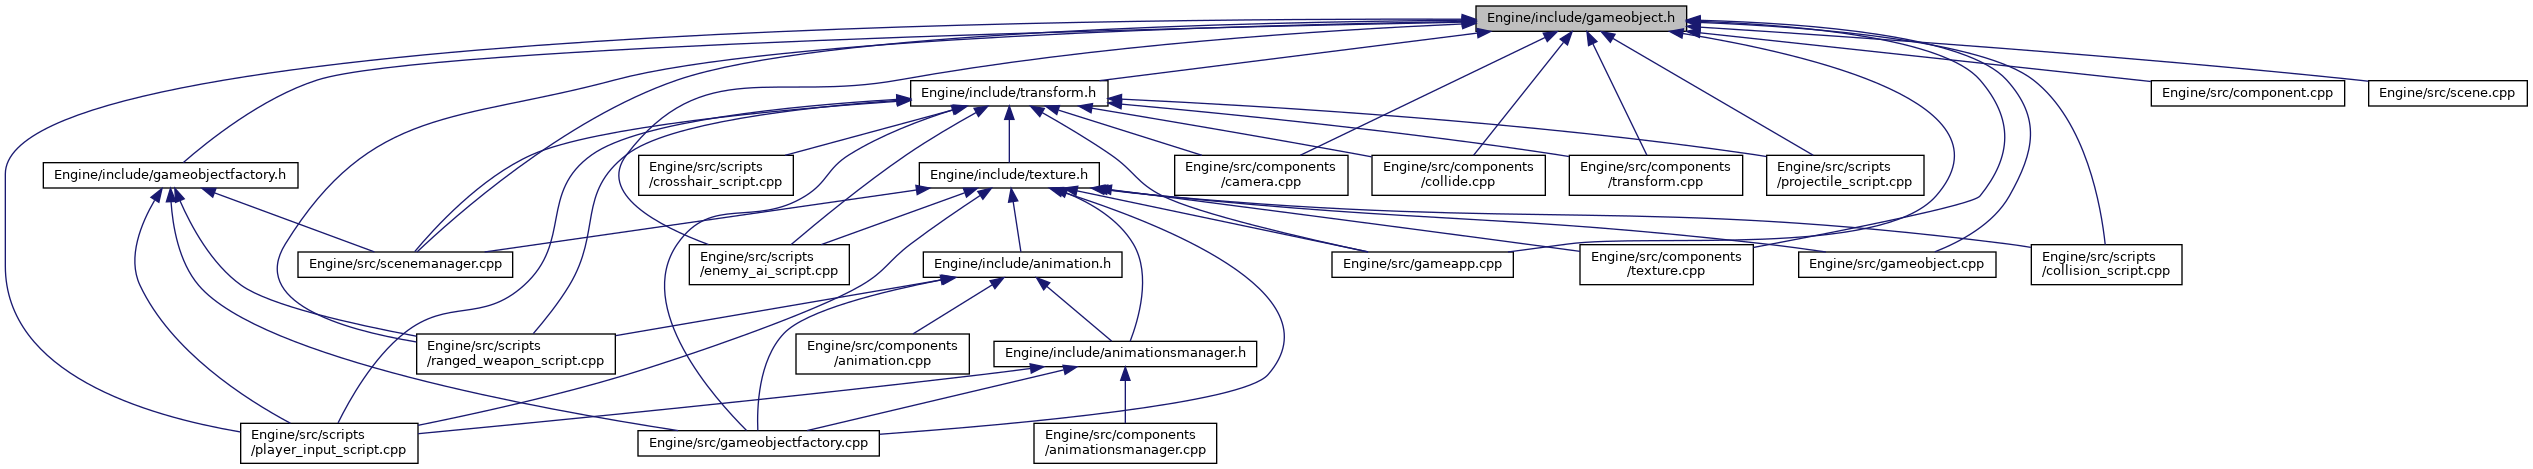 Engine/include/gameobject.h
Engine/include/transform.h
Engine/src/component.cpp
Engine/src/scene.cpp
Engine/include/gameobjectfactory.h
Engine/src/scripts
/crosshair_script.cpp
Engine/include/texture.h
Engine/src/components
/camera.cpp
Engine/src/components
/collide.cpp
Engine/src/components
/transform.cpp
Engine/src/scripts
/projectile_script.cpp
Engine/src/scenemanager.cpp
Engine/src/scripts
/enemy_ai_script.cpp
Engine/include/animation.h
Engine/src/gameapp.cpp
Engine/src/components
/texture.cpp
Engine/src/gameobject.cpp
Engine/src/scripts
/collision_script.cpp
Engine/src/scripts
/ranged_weapon_script.cpp
Engine/src/components
/animation.cpp
Engine/include/animationsmanager.h
Engine/src/scripts
/player_input_script.cpp
Engine/src/gameobjectfactory.cpp
Engine/src/components
/animationsmanager.cpp